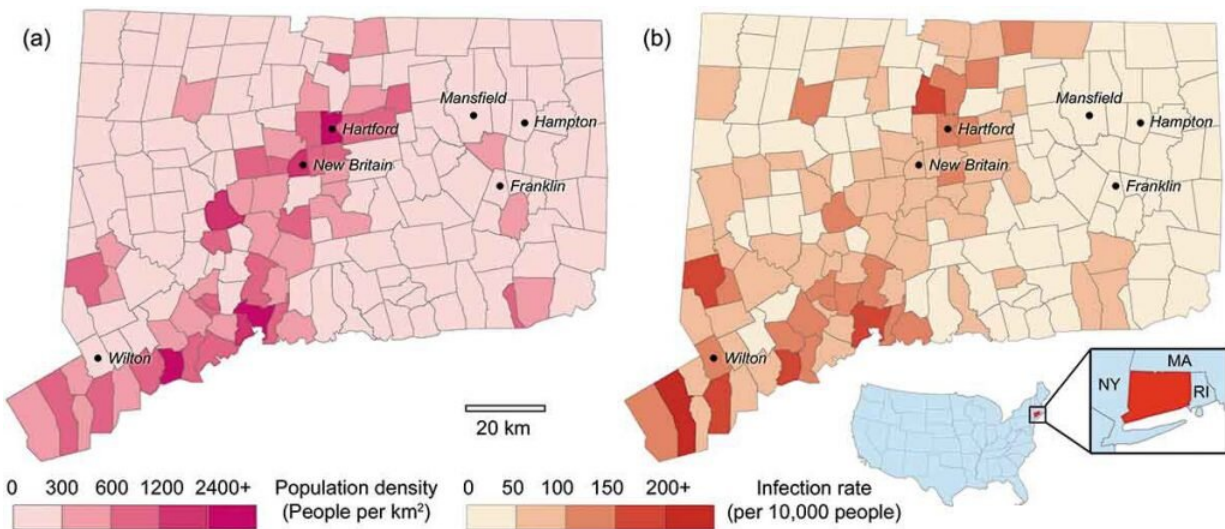 (a)
Mansfield
Hampton
Hartford
New Britain
Franklin
Wilton
20 km
0 300 600 1200 2400+
Population density
(People per km²)
(b)
Mansfield
Hampton
Hartford
New Britain
Franklin
Wilton
MA
NY
RI
0 50 100 150 200+
Infection rate
(per 10,000 people)